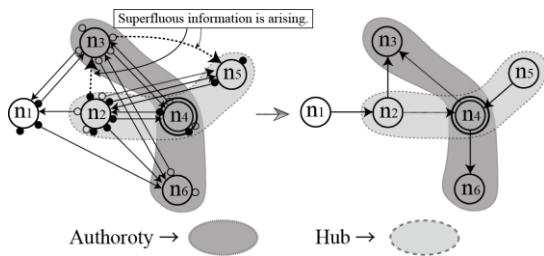 Superfluous information is arising.
n3
n3
n5
n5
n1
n2
n4
n1
n2
n4
n6
n6
Authoroty →
Hub →